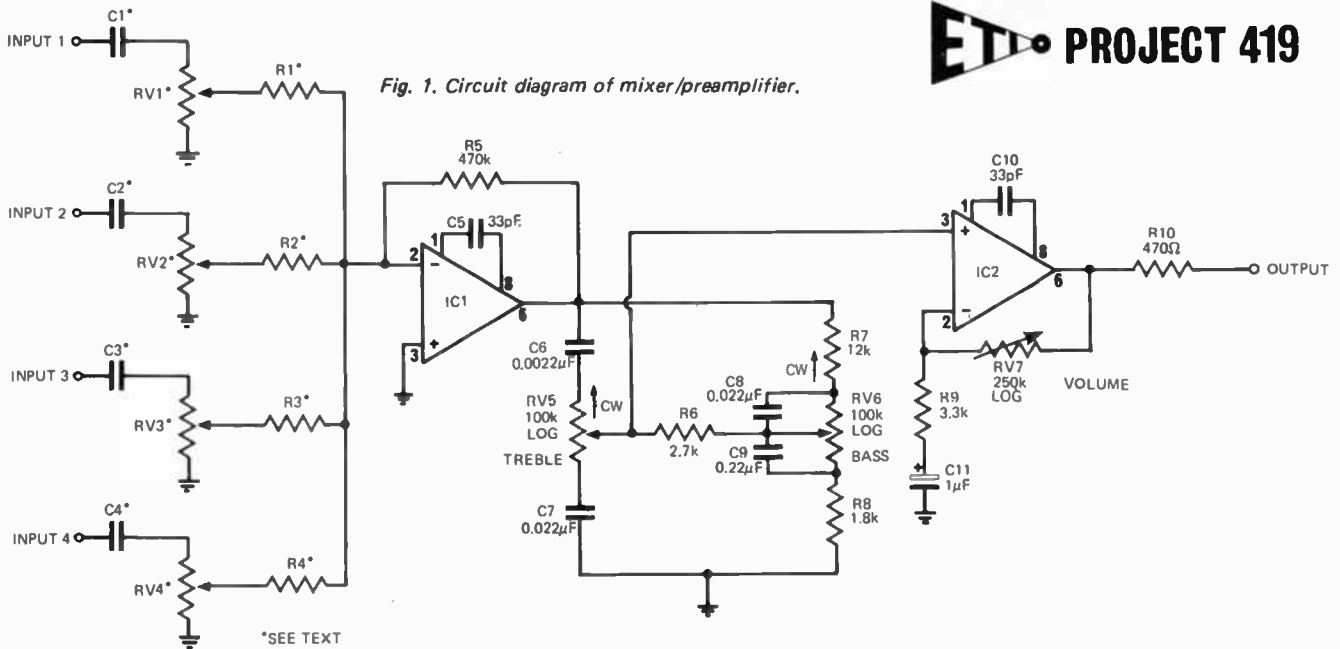 ETI PROJECT 419
Fig. 1. Circuit diagram of mixer/preamplifier.
INPUT 1
C1*
RV1*
R1*
INPUT 2
C2*
RV2*
R2*
INPUT 3
C3*
RV3*
R3*
INPUT 4
C4*
RV4*
R4*
*SEE TEXT
R5
470k
C5
33pF
1
2
−
8
IC1
6
+
3
C6
0.0022µF
CW
RV5
100k
LOG
TREBLE
C7
0.022µF
R6
2.7k
R7
12k
CW
C8
0.022µF
RV6
100k
LOG
BASS
C9
0.22µF
R8
1.8k
C10
33pF
1
3
+
8
IC2
6
−
2
R10
470Ω
OUTPUT
RV7
250k
LOG
VOLUME
R9
3.3k
+
C11
1µF